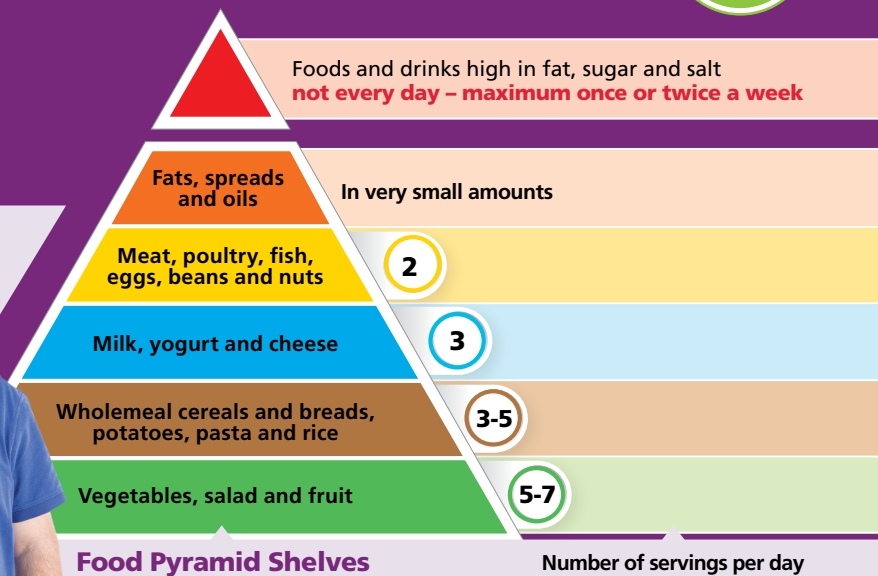 Foods and drinks high in fat, sugar and salt
not every day – maximum once or twice a week
Fats, spreads
and oils
In very small amounts
Meat, poultry, fish,
eggs, beans and nuts
2
Milk, yogurt and cheese
3
Wholemeal cereals and breads,
potatoes, pasta and rice
3-5
Vegetables, salad and fruit
5-7
Food Pyramid Shelves
Number of servings per day